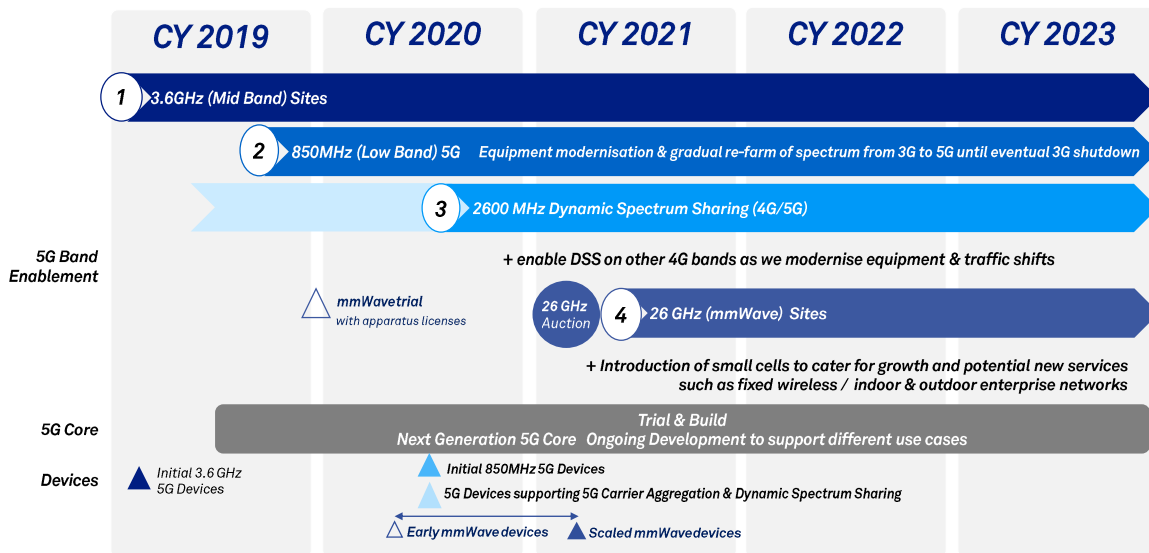 CY 2019 CY 2020 CY 2021 CY 2022 CY 2023
1 3.6GHz (Mid Band) Sites
2 850MHz (Low Band) 5G Equipment modernisation & gradual re-farm of spectrum from 3G to 5G until eventual 3G shutdown
3 2600 MHz Dynamic Spectrum Sharing (4G/5G)
5G Band
Enablement
+ enable DSS on other 4G bands as we modernise equipment & traffic shifts
mmWavetrial
with apparatus licenses
26 GHz
Auction
4 26 GHz (mmWave) Sites
+ Introduction of small cells to cater for growth and potential new services
such as fixed wireless / indoor & outdoor enterprise networks
5G Core
Trial & Build
Next Generation 5G Core Ongoing Development to support different use cases
Devices
Initial 3.6 GHz
5G Devices
Initial 850MHz 5G Devices
5G Devices supporting 5G Carrier Aggregation & Dynamic Spectrum Sharing
Early mmWave devices
Scaled mmWavedevices